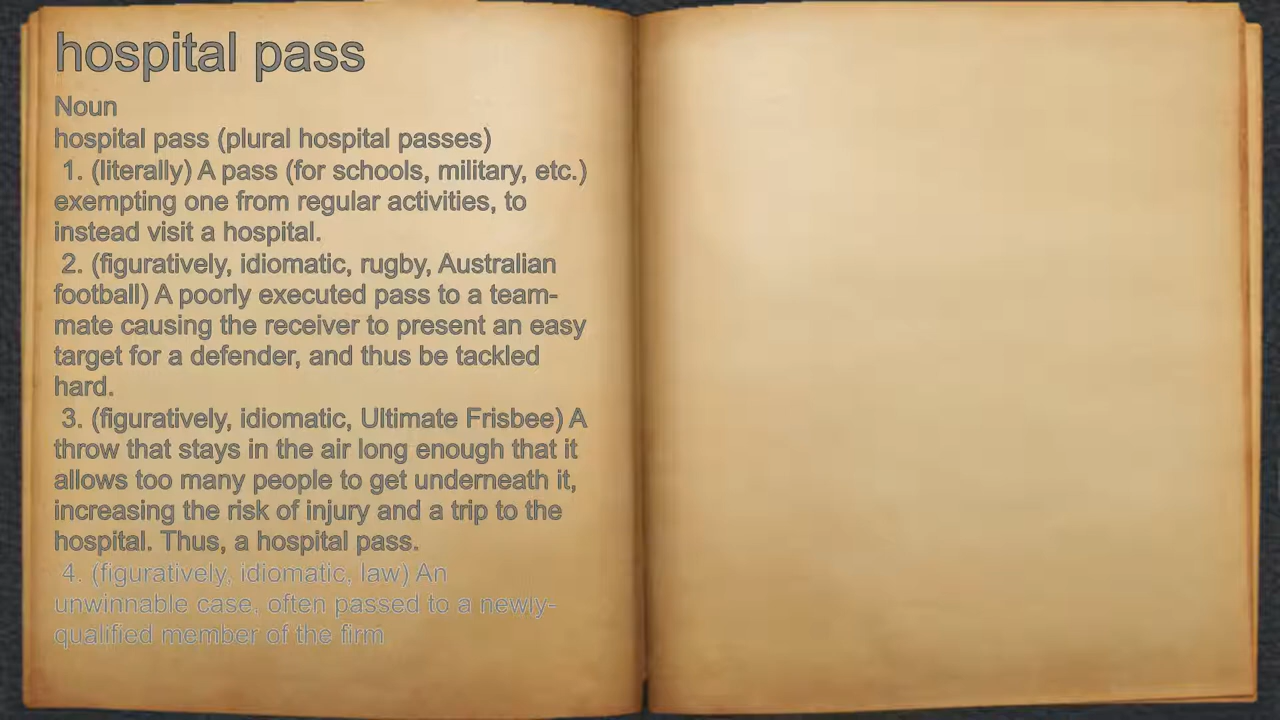 hospital pass
Noun
hospital pass (plural hospital passes)
1. (literally) A pass (for schools, military, etc.)
exempting one from regular activities, to
instead visit a hospital.
2. (figuratively, idiomatic, rugby, Australian
football) A poorly executed pass to a team-
mate causing the receiver to present an easy
target for a defender, and thus be tackled
hard.
3. (figuratively, idiomatic, Ultimate Frisbee) A
throw that stays in the air long enough that it
allows too many people to get underneath it,
increasing the risk of injury and a trip to the
hospital. Thus, a hospital pass.
4. (figuratively, idiomatic, law) An
unwinnable case, often passed to a newly-
qualified member of the firm